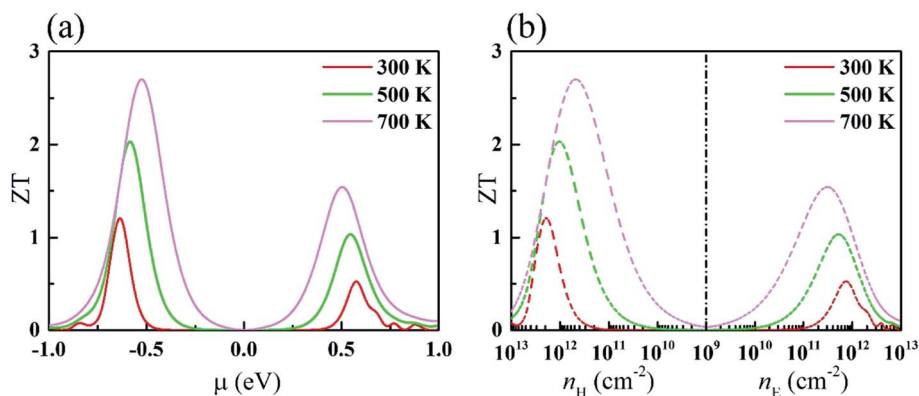 (a)
ZT
3
2
1
0
300 K
500 K
700 K
-1.0 -0.5 0.0 0.5 1.0
μ (eV)
(b)
ZT
3
2
1
0
300 K
500 K
700 K
10¹³ 10¹² 10¹¹ 10¹⁰ 10⁹ 10¹⁰ 10¹¹ 10¹² 10¹³
n_H (cm⁻²) n_E (cm⁻²)